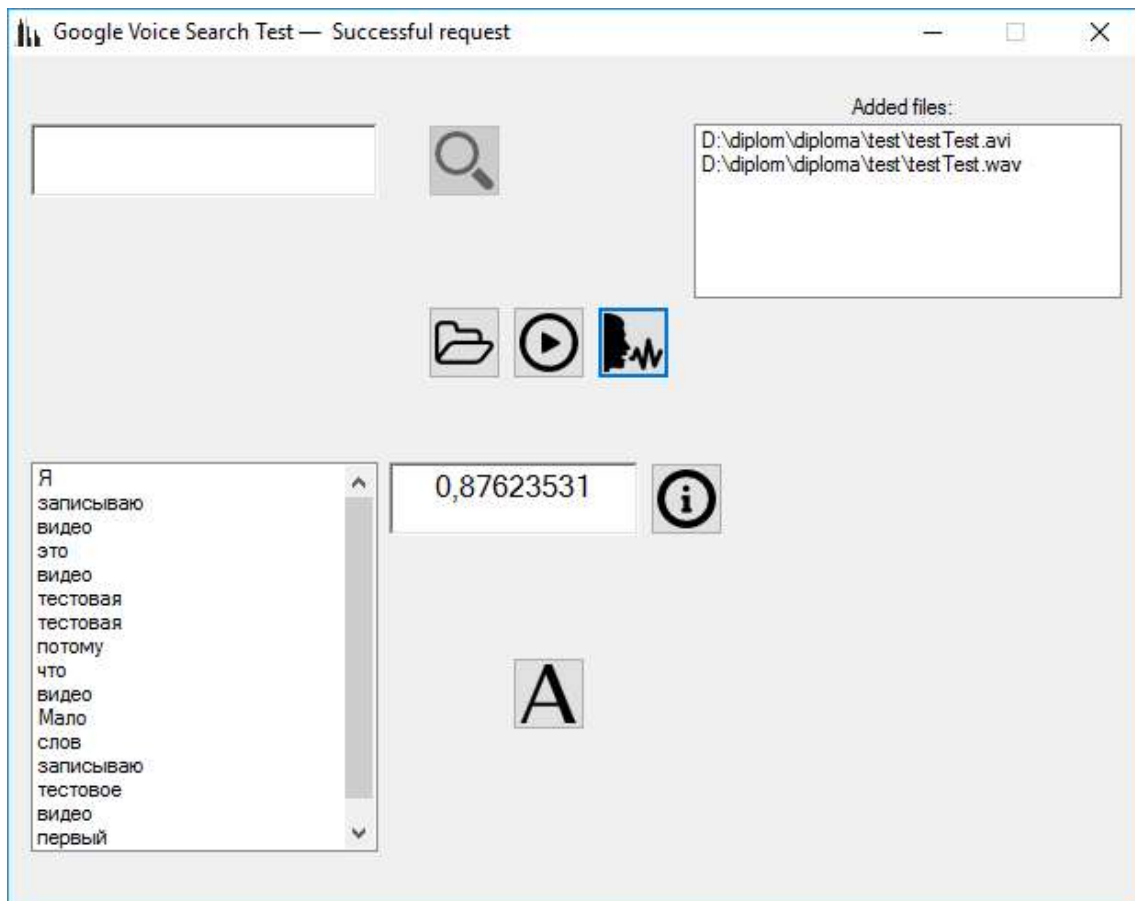 Google Voice Search Test — Successful request
Added files:
D:\diplom\diploma\test\testTest.avi
D:\diplom\diploma\test\testTest.wav
Я
записываю
видео
это
видео
тестовая
тестовая
потому
что
видео
Мало
слов
записываю
тестовое
видео
первый
0,87623531
A